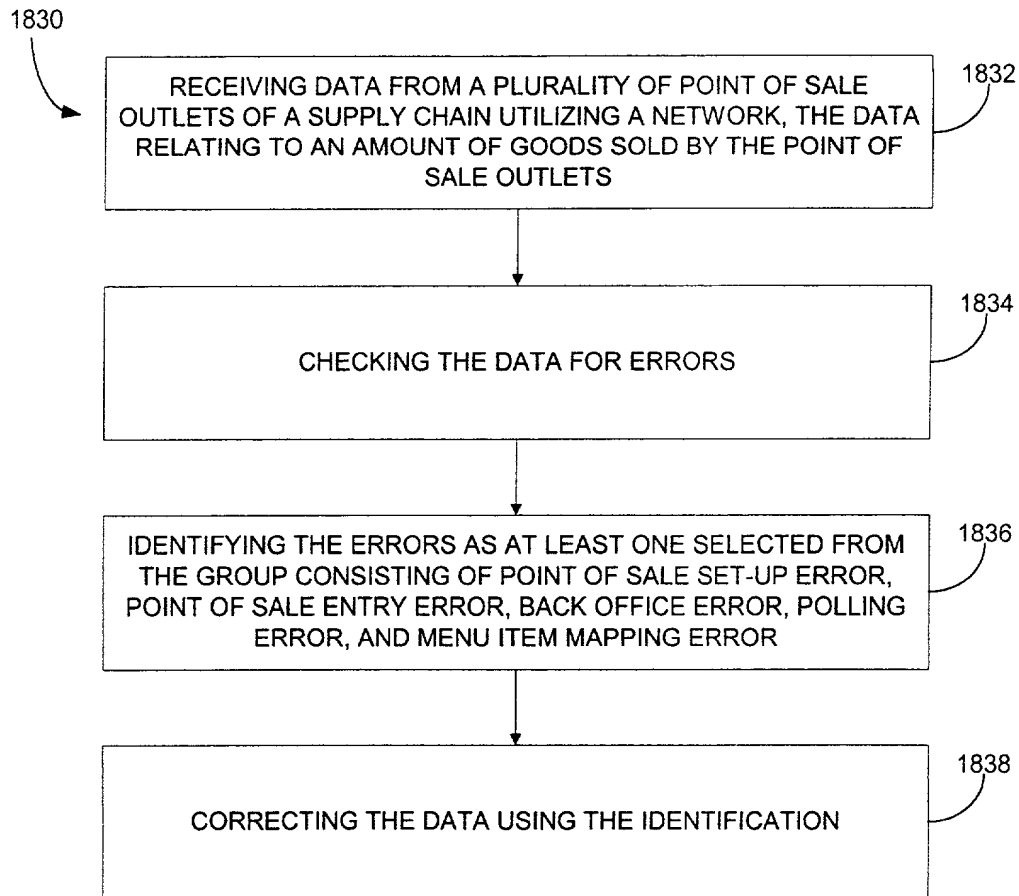 1830
RECEIVING DATA FROM A PLURALITY OF POINT OF SALE
OUTLETS OF A SUPPLY CHAIN UTILIZING A NETWORK, THE DATA
RELATING TO AN AMOUNT OF GOODS SOLD BY THE POINT OF
SALE OUTLETS
1832
CHECKING THE DATA FOR ERRORS
1834
IDENTIFYING THE ERRORS AS AT LEAST ONE SELECTED FROM
THE GROUP CONSISTING OF POINT OF SALE SET-UP ERROR,
POINT OF SALE ENTRY ERROR, BACK OFFICE ERROR, POLLING
ERROR, AND MENU ITEM MAPPING ERROR
1836
CORRECTING THE DATA USING THE IDENTIFICATION
1838